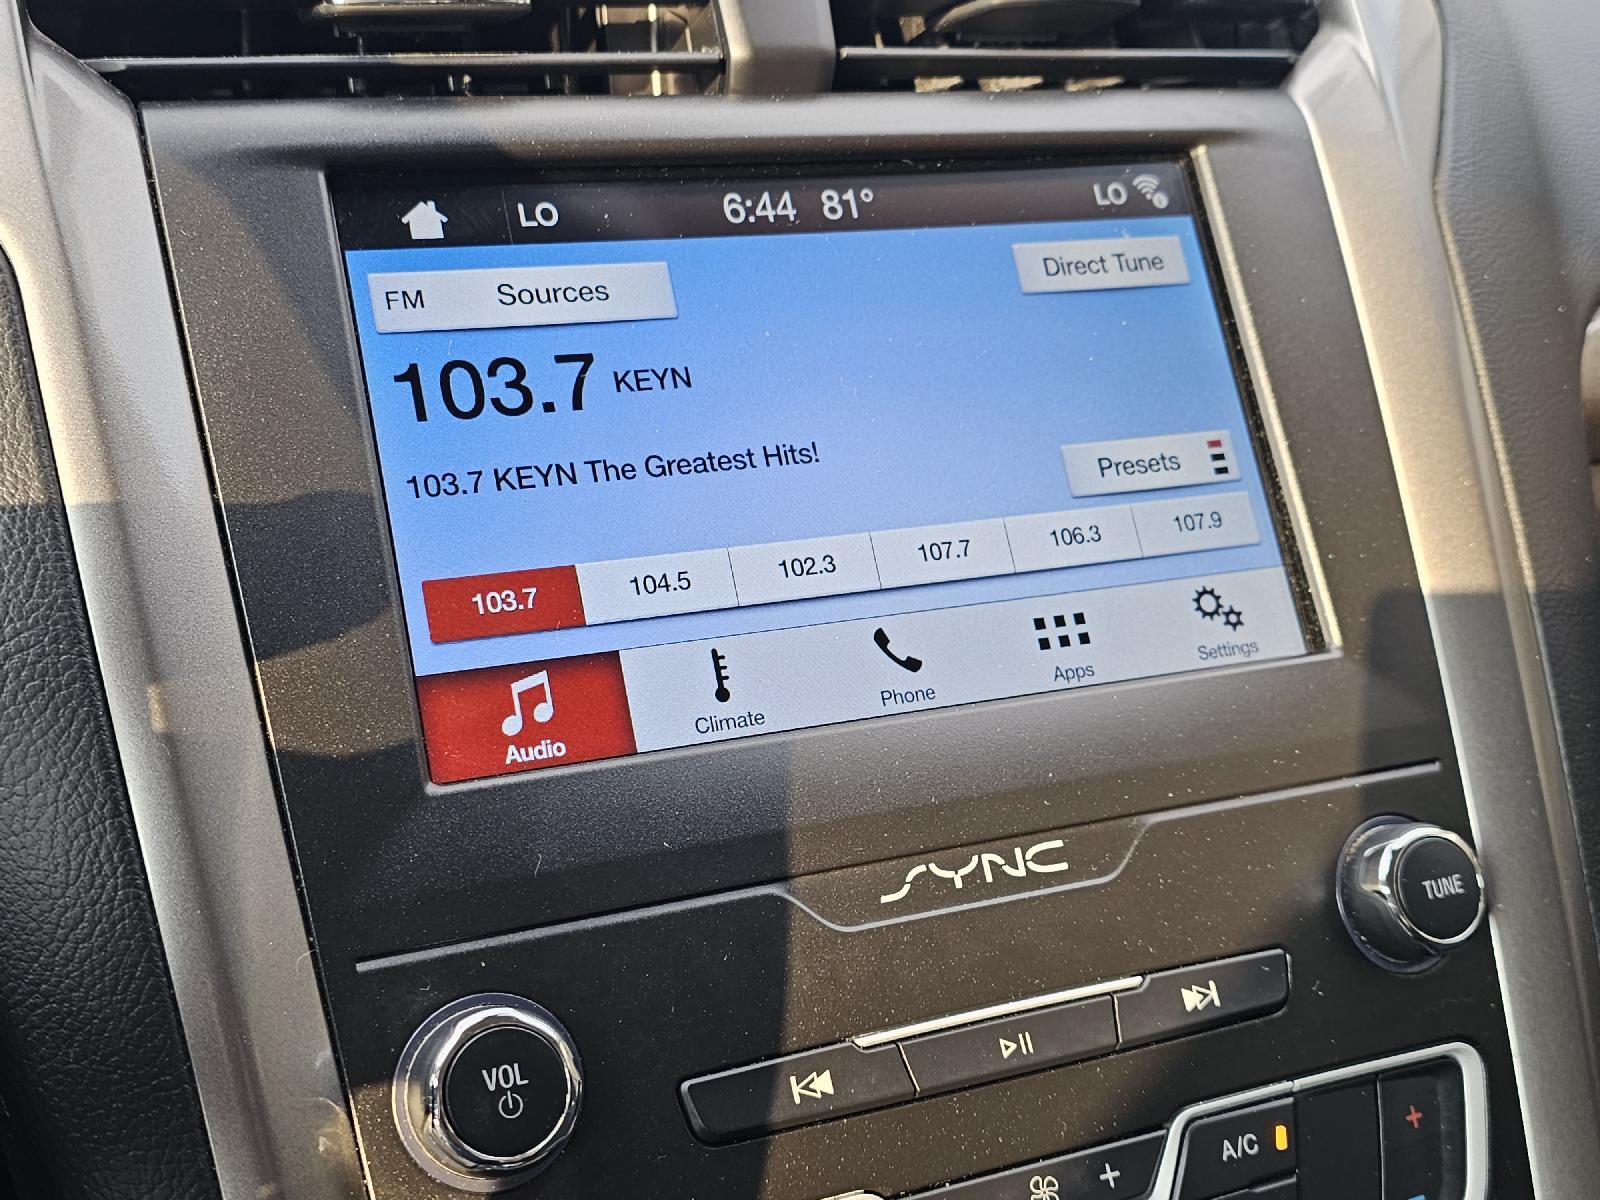 LO 6:44 81° LO
FM Sources Direct Tune
103.7 KEYN
103.7 KEYN The Greatest Hits!
Presets
103.7 104.5 102.3 107.7 106.3 107.9
Audio Climate Phone Apps Settings
SYNC
TUNE
VOL
A/C +
+